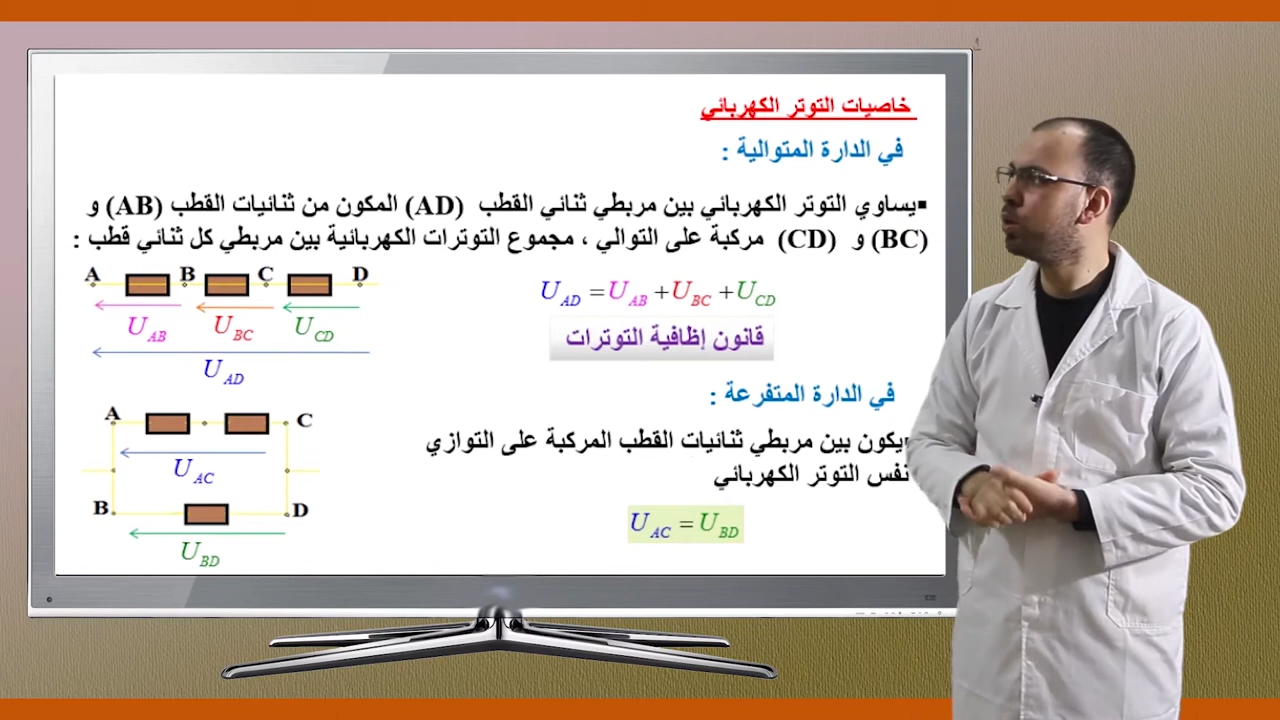 خاصيات التوتر الكهربائي
في الدارة المتوالية :
▪يساوي التوتر الكهربائي بين مربطي ثنائي القطب (AD) المكون من ثنائيات القطب (AB) و
(BC) و (CD) مركبة على التوالي ، مجموع التوترات الكهربائية بين مربطي كل ثنائي قطب :
A B C D
U_AB U_BC U_CD
U_AD
U_AD = U_AB + U_BC + U_CD
قانون إظافية التوترات
في الدارة المتفرعة :
▪يكون بين مربطي ثنائيات القطب المركبة على التوازي
نفس التوتر الكهربائي
A C
U_AC
B D
U_BD
U_AC = U_BD